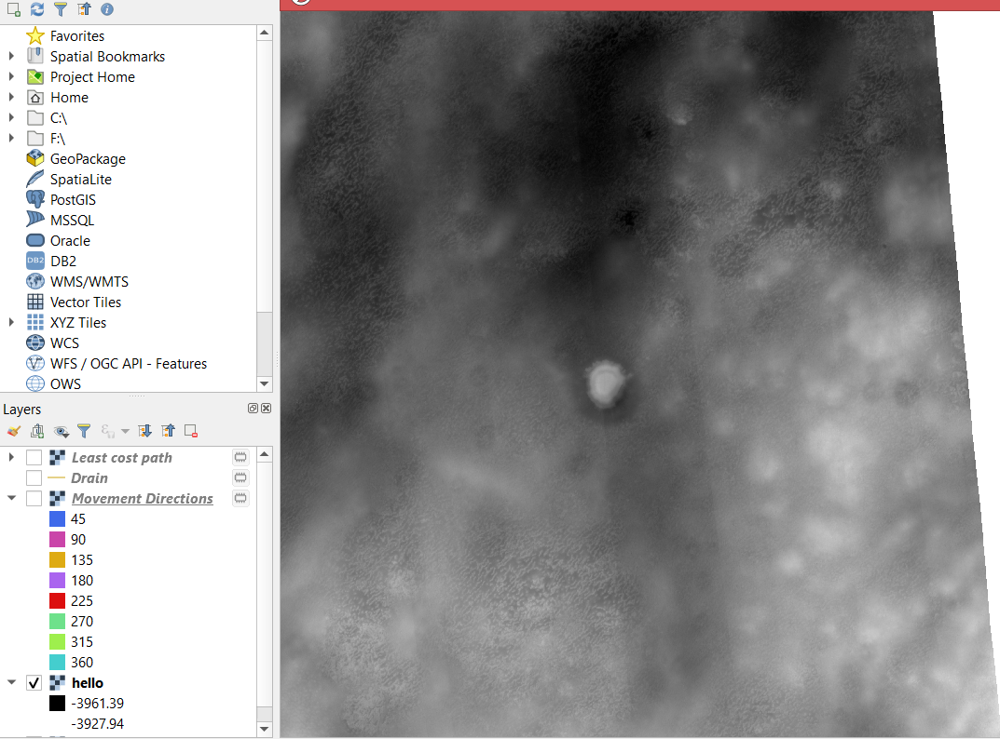 Favorites
Spatial Bookmarks
Project Home
Home
C:\
F:\
GeoPackage
SpatiaLite
PostGIS
MSSQL
Oracle
DB2 DB2
WMS/WMTS
Vector Tiles
XYZ Tiles
WCS
WFS / OGC API - Features
OWS
Layers
Least cost path
Drain
Movement Directions
45
90
135
180
225
270
315
360
hello
-3961.39
-3927.94